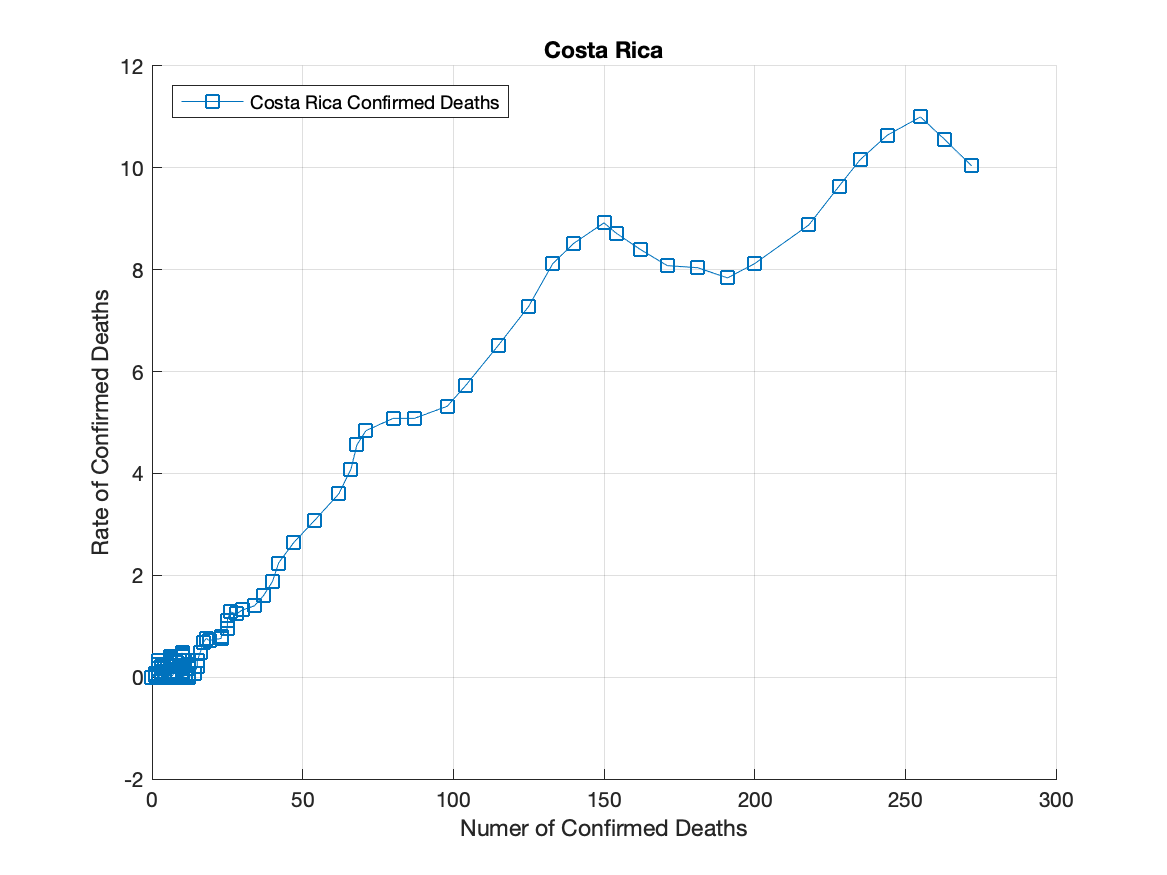 Costa Rica
12
Costa Rica Confirmed Deaths
10
8
6
4
2
0
-2
Rate of Confirmed Deaths
0 50 100 150 200 250 300
Numer of Confirmed Deaths